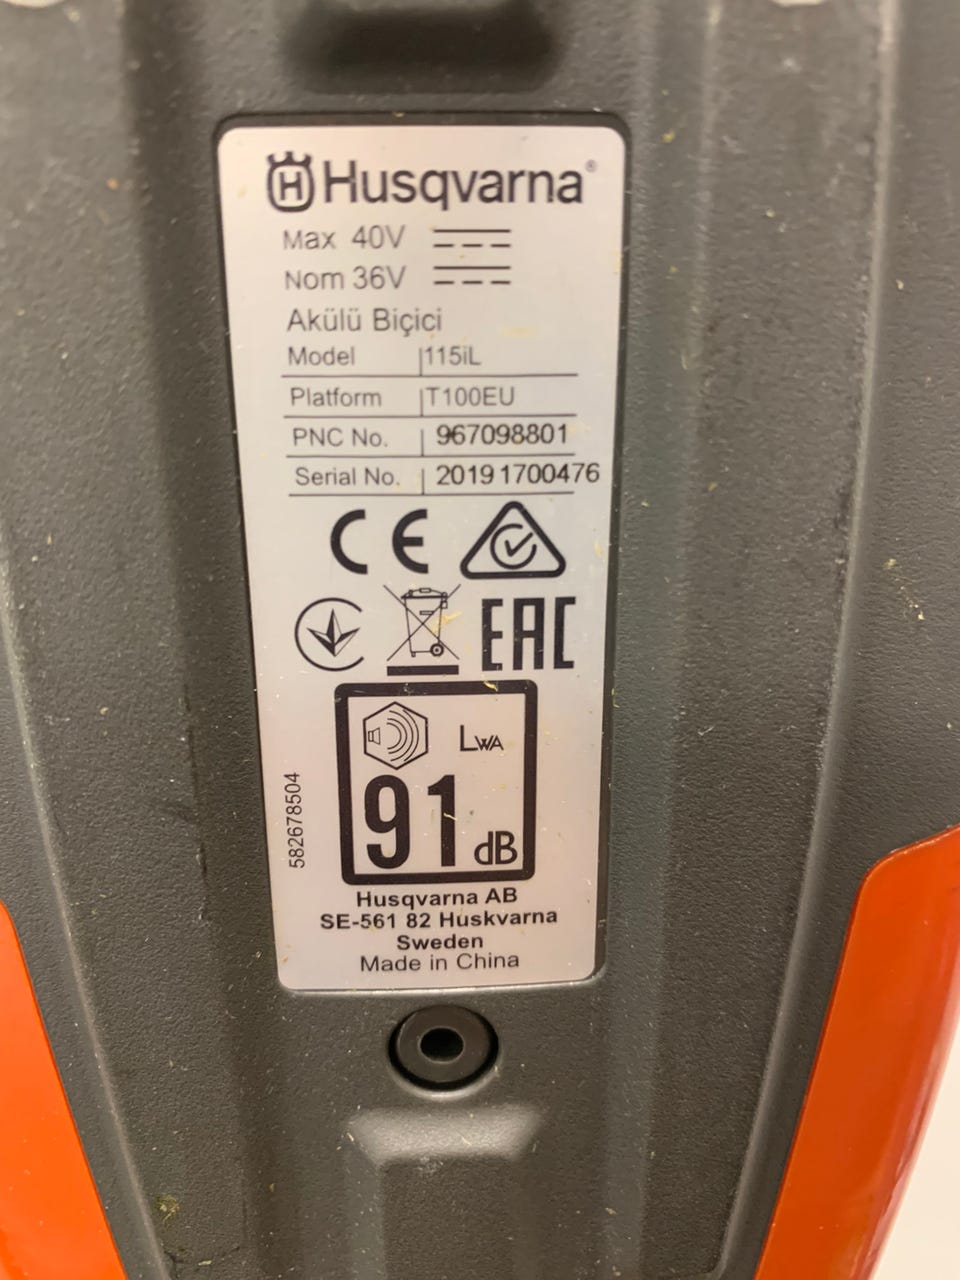 Husqvarna®
Max 40V
Nom 36V
Akülü Biçici
Model 115iL
Platform T100EU
PNC No. 967098801
Serial No. 20191700476
CE
EAC
LWA
91 dB
582678504
Husqvarna AB
SE-561 82 Huskvarna
Sweden
Made in China